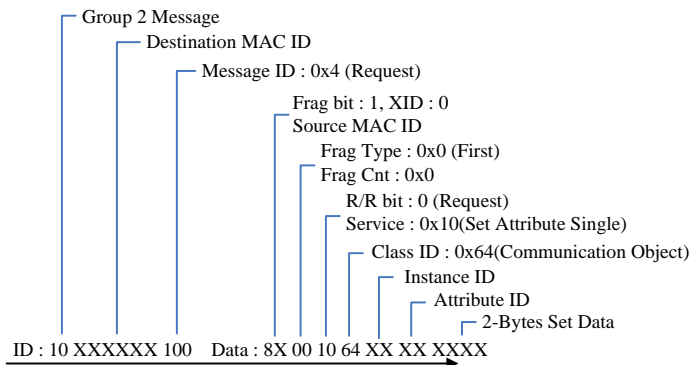 Group 2 Message
Destination MAC ID
Message ID : 0x4 (Request)
Frag bit : 1, XID : 0
Source MAC ID
Frag Type : 0x0 (First)
Frag Cnt : 0x0
R/R bit : 0 (Request)
Service : 0x10(Set Attribute Single)
Class ID : 0x64(Communication Object)
Instance ID
Attribute ID
2-Bytes Set Data
ID : 10 XXXXXX 100 Data : 8X 00 10 64 XX XX XXXX